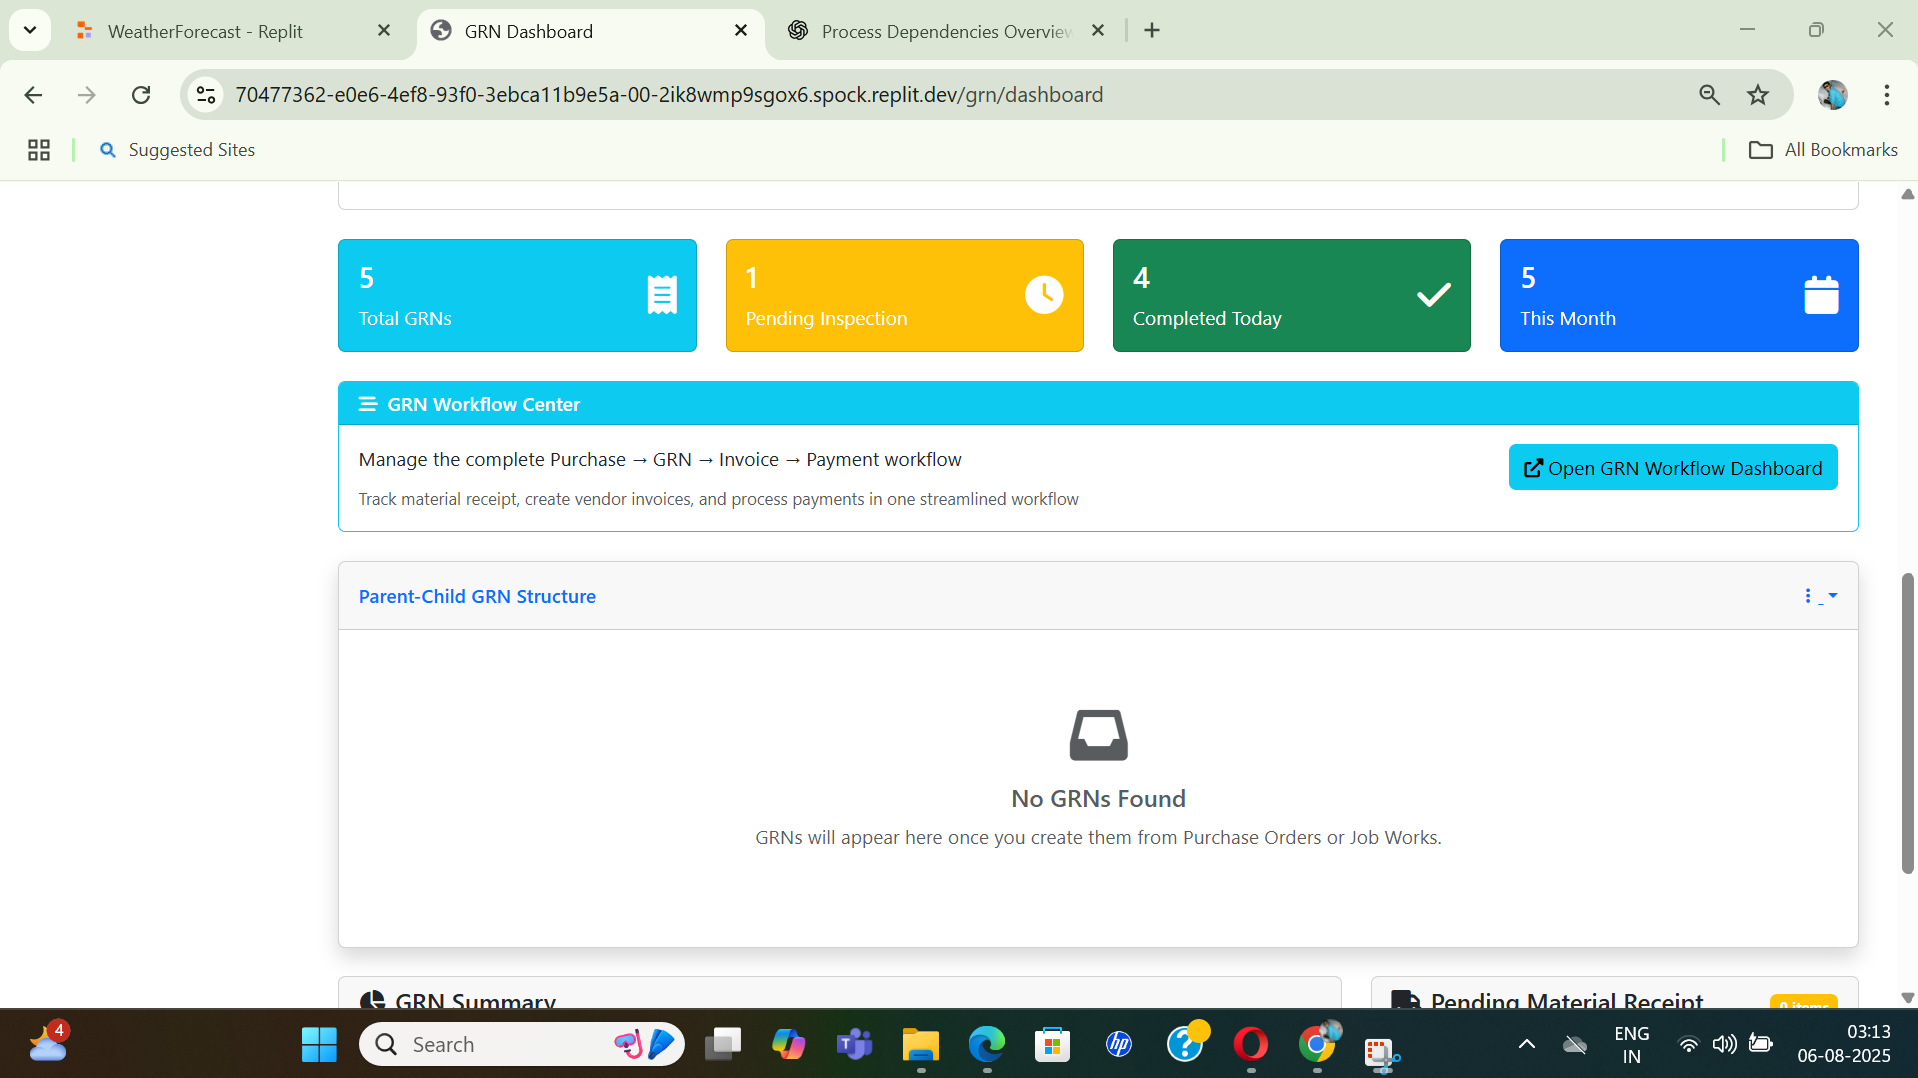 WeatherForecast - Replit
GRN Dashboard
Process Dependencies Overview
70477362-e0e6-4ef8-93f0-3ebca11b9e5a-00-2ik8wmp9sgox6.spock.replit.dev/grn/dashboard
Suggested Sites
All Bookmarks
5
Total GRNs
1
Pending Inspection
4
Completed Today
5
This Month
GRN Workflow Center
Manage the complete Purchase → GRN → Invoice → Payment workflow
Open GRN Workflow Dashboard
Track material receipt, create vendor invoices, and process payments in one streamlined workflow
Parent-Child GRN Structure
No GRNs Found
GRNs will appear here once you create them from Purchase Orders or Job Works.
GRN Summary
Pending Material Receipt
0 items
4
Search
ENG
IN
03:13
06-08-2025